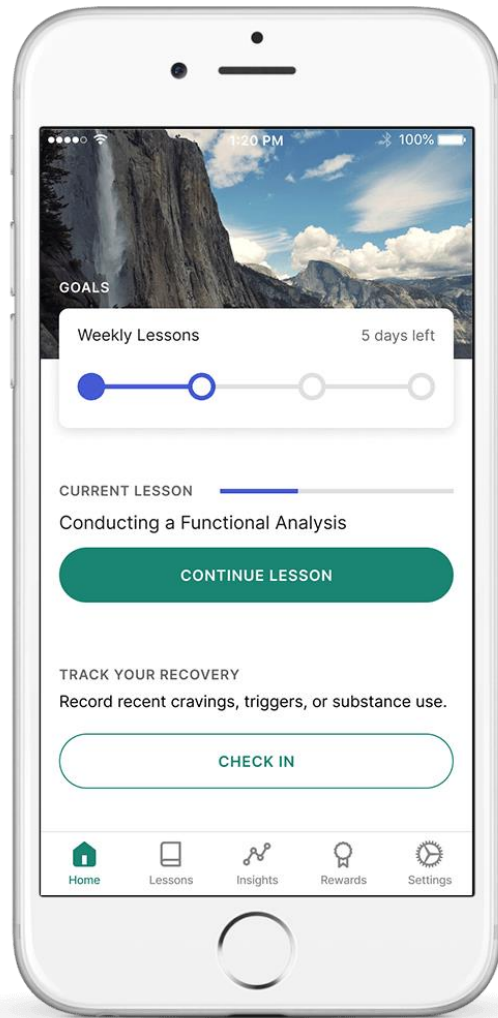 1:20 PM
100%
GOALS
Weekly Lessons
5 days left
CURRENT LESSON
Conducting a Functional Analysis
CONTINUE LESSON
TRACK YOUR RECOVERY
Record recent cravings, triggers, or substance use.
CHECK IN
Home
Lessons
Insights
Rewards
Settings